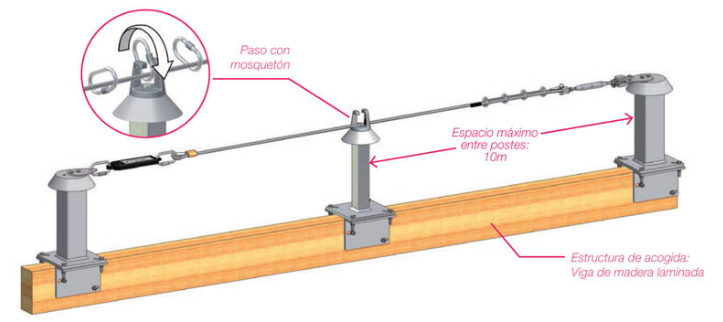 Paso con
mosquetón
Espacio máximo
entre postes:
10m
Estructura de acogida:
Viga de madera laminada